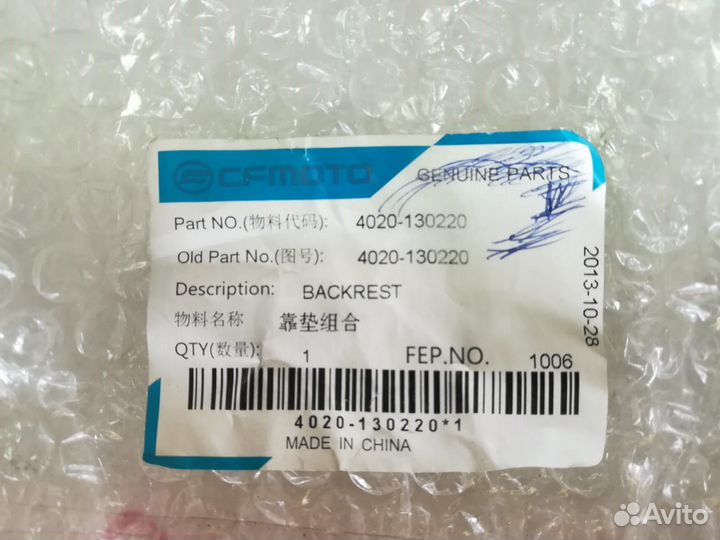 CFMOTO GENUINE PARTS
Part NO.(物料代码): 4020-130220
Old Part No.(图号): 4020-130220
Description: BACKREST
物料名称 靠垫组合
QTY(数量): 1 FEP.NO. 1006
4020-130220*1
MADE IN CHINA
2013-10-28
Avito